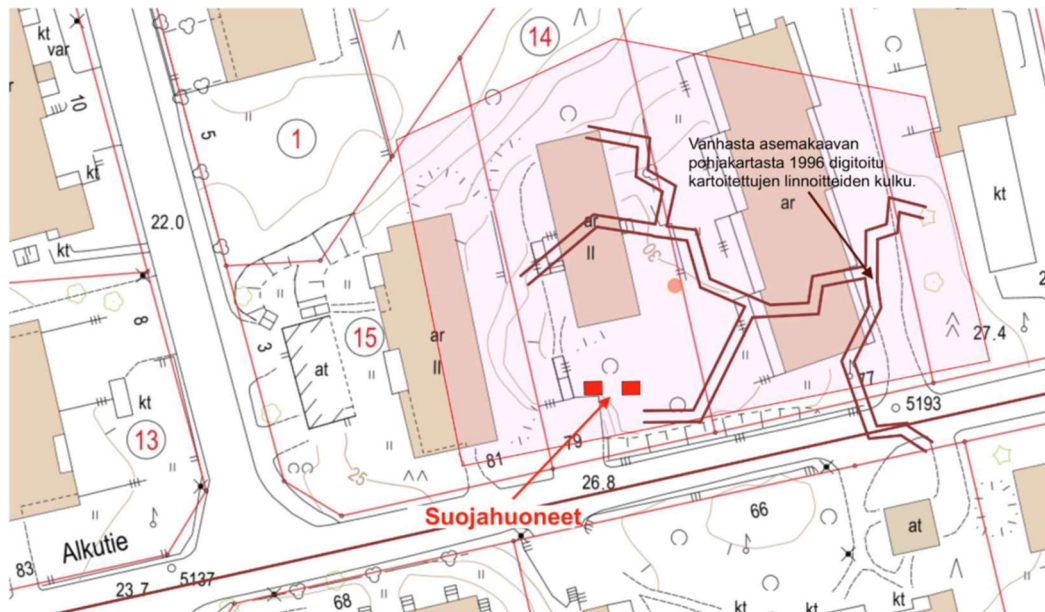 kt
var
10
kt
kt
22.0
5
1
14
8
3
15
at
ar
II
ar
II
30
Vanhasta asemakaavan
pohjakartasta 1996 digitoitu
kartoitettujen linnoitteiden kulku.
ar
kt
27.4
77
5193
79
81
26.8
25
Suojahuoneet
kt
13
Alkutie
83
23.7
5137
68
66
at
kt
kt
kt